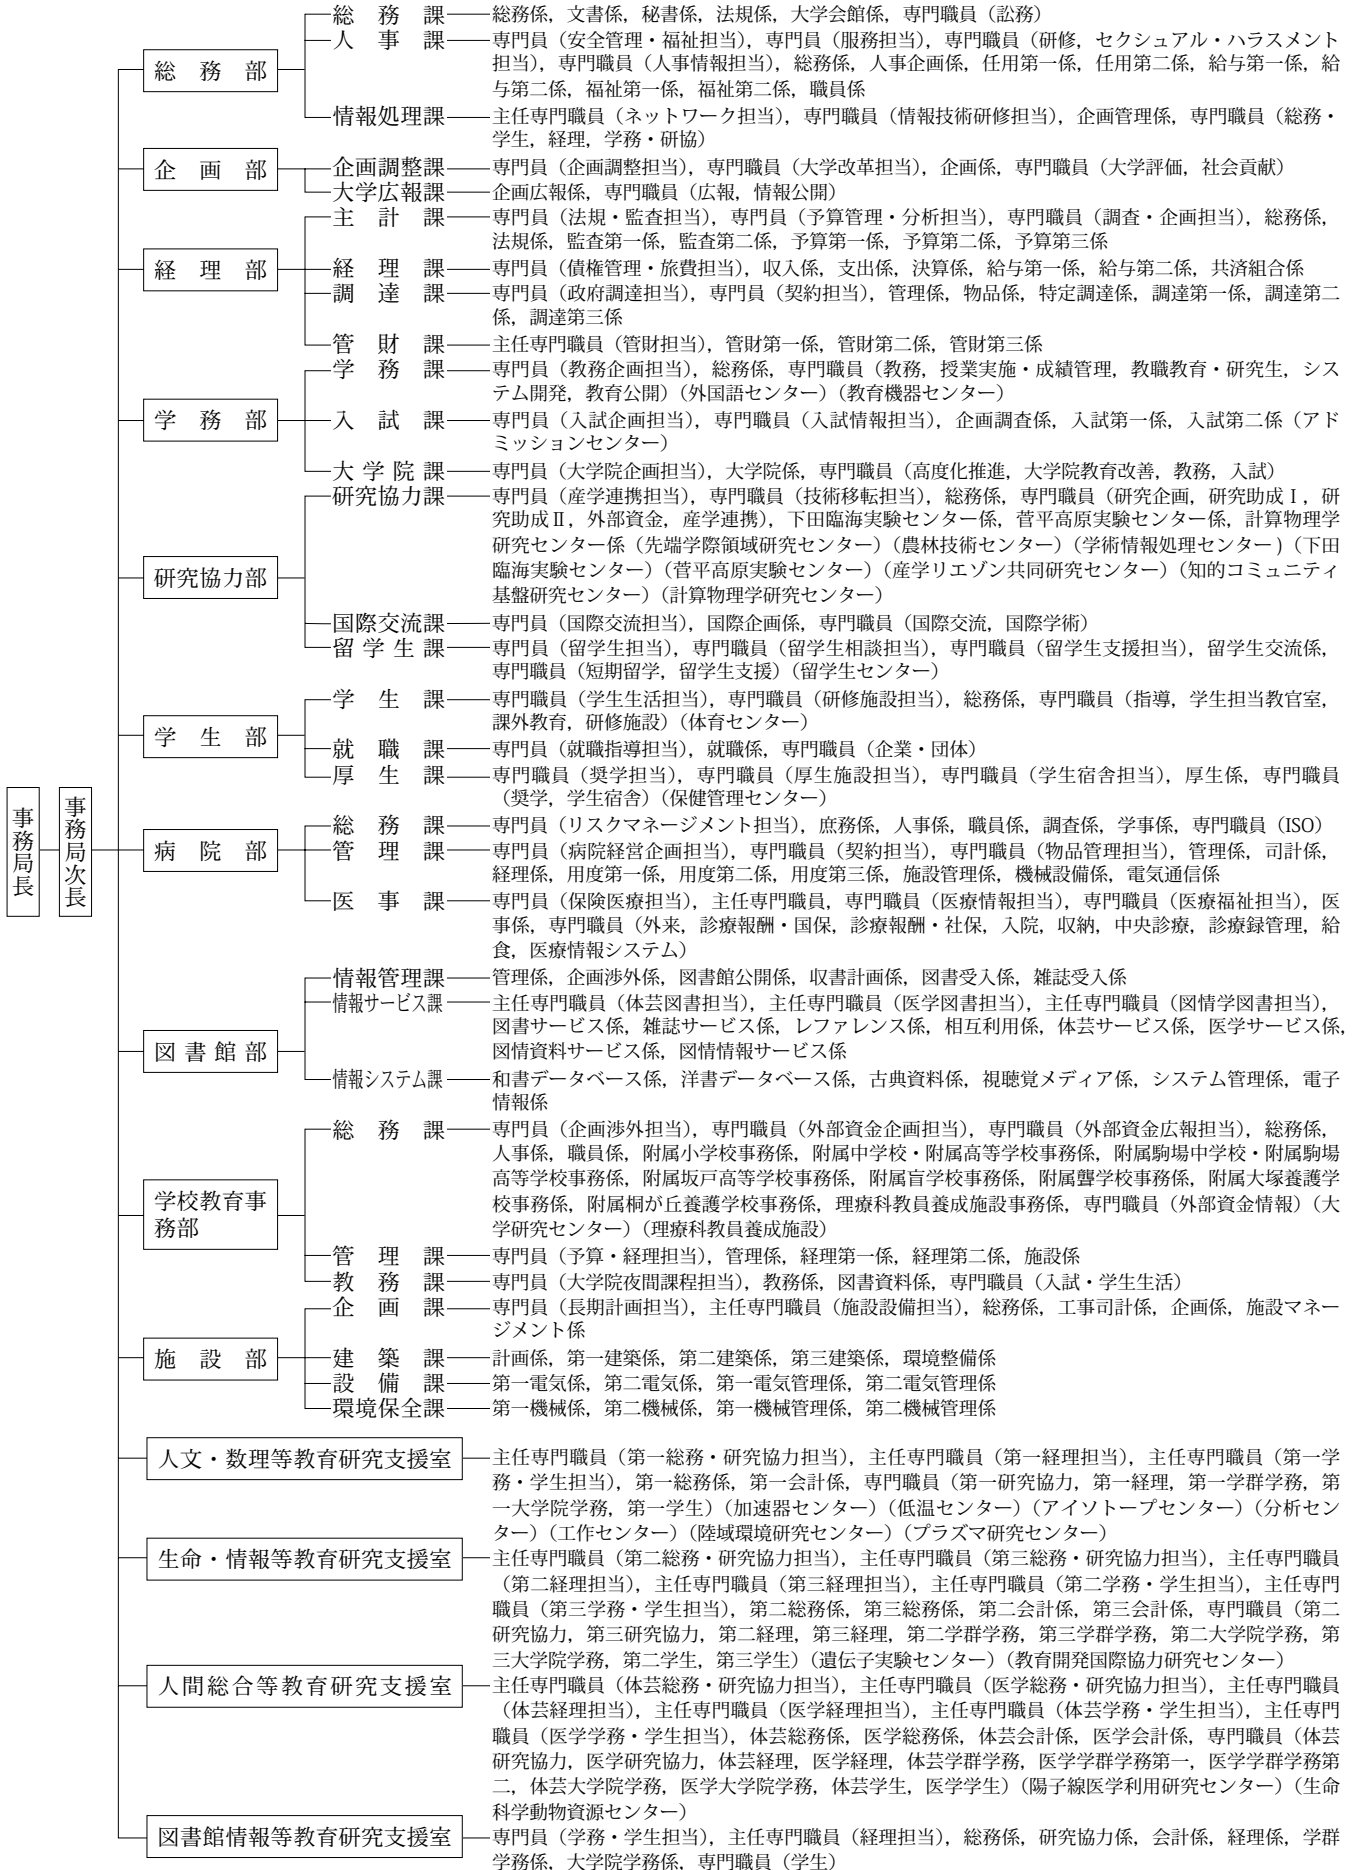 事務局長
事務局次長
総務部
総務課 総務係，文書係，秘書係，法規係，大学会館係，専門職員（訟務）
人事課 専門員（安全管理・福祉担当），専門員（服務担当），専門職員（研修，セクシュアル・ハラスメント
担当），専門職員（人事情報担当），総務係，人事企画係，任用第一係，任用第二係，給与第一係，給
与第二係，福祉第一係，福祉第二係，職員係
情報処理課 主任専門職員（ネットワーク担当），専門職員（情報技術研修担当），企画管理係，専門職員（総務・
学生，経理，学務・研協）
企画部
企画調整課 専門員（企画調整担当），専門職員（大学改革担当），企画係，専門職員（大学評価，社会貢献）
大学広報課 企画広報係，専門職員（広報，情報公開）
経理部
主計課 専門員（法規・監査担当），専門員（予算管理・分析担当），専門職員（調査・企画担当），総務係，
法規係，監査第一係，監査第二係，予算第一係，予算第二係，予算第三係
経理課 専門員（債権管理・旅費担当），収入係，支出係，決算係，給与第一係，給与第二係，共済組合係
調達課 専門員（政府調達担当），専門員（契約担当），管理係，物品係，特定調達係，調達第一係，調達第二
係，調達第三係
管財課 主任専門職員（管財担当），管財第一係，管財第二係，管財第三係
学務部
学務課 専門員（教務企画担当），総務係，専門職員（教務，授業実施・成績管理，教職教育・研究生，シス
テム開発，教育公開）（外国語センター）（教育機器センター）
入試課 専門員（入試企画担当），専門職員（入試情報担当），企画調査係，入試第一係，入試第二係（アド
ミッションセンター）
大学院課 専門員（大学院企画担当），大学院係，専門職員（高度化推進，大学院教育改善，教務，入試）
研究協力部
研究協力課 専門員（産学連携担当），専門職員（技術移転担当），総務係，専門職員（研究企画，研究助成Ⅰ，研
究助成Ⅱ，外部資金，産学連携），下田臨海実験センター係，菅平高原実験センター係，計算物理学
研究センター係（先端学際領域研究センター）（農林技術センター）（学術情報処理センター）（下田
臨海実験センター）（菅平高原実験センター）（産学リエゾン共同研究センター）（知的コミュニティ
基盤研究センター）（計算物理学研究センター）
国際交流課 専門員（国際交流担当），国際企画係，専門職員（国際交流，国際学術）
留学生課 専門員（留学生担当），専門職員（留学生相談担当），専門職員（留学生支援担当），留学生交流係，
専門職員（短期留学，留学生支援）（留学生センター）
学生部
学生課 専門職員（学生生活担当），専門職員（研修施設担当），総務係，専門職員（指導，学生担当教官室，
課外教育，研修施設）（体育センター）
就職課 専門員（就職指導担当），就職係，専門職員（企業・団体）
厚生課 専門職員（奨学担当），専門職員（厚生施設担当），専門職員（学生宿舎担当），厚生係，専門職員
（奨学，学生宿舎）（保健管理センター）
病院部
総務課 専門員（リスクマネージメント担当），庶務係，人事係，職員係，調査係，学事係，専門職員（ISO）
管理課 専門員（病院経営企画担当），専門職員（契約担当），専門職員（物品管理担当），管理係，司計係，
経理係，用度第一係，用度第二係，用度第三係，施設管理係，機械設備係，電気通信係
医事課 専門員（保険医療担当），主任専門職員，専門職員（医療情報担当），専門職員（医療福祉担当），医
事係，専門職員（外来，診療報酬・国保，診療報酬・社保，入院，収納，中央診療，診療録管理，給
食，医療情報システム）
図書館部
情報管理課 管理係，企画渉外係，図書館公開係，収書計画係，図書受入係，雑誌受入係
情報サービス課 主任専門職員（体芸図書担当），主任専門職員（医学図書担当），主任専門職員（図情学図書担当），
図書サービス係，雑誌サービス係，レファレンス係，相互利用係，体芸サービス係，医学サービス係，
図情資料サービス係，図情情報サービス係
情報システム課 和書データベース係，洋書データベース係，古典資料係，視聴覚メディア係，システム管理係，電子
情報係
学校教育事
務部
総務課 専門員（企画渉外担当），専門職員（外部資金企画担当），専門職員（外部資金広報担当），総務係，
人事係，職員係，附属小学校事務係，附属中学校・附属高等学校事務係，附属駒場中学校・附属駒場
高等学校事務係，附属坂戸高等学校事務係，附属盲学校事務係，附属聾学校事務係，附属大塚養護学
校事務係，附属桐が丘養護学校事務係，理療科教員養成施設事務係，専門職員（外部資金情報）（大
学研究センター）（理療科教員養成施設）
管理課 専門員（予算・経理担当），管理係，経理第一係，経理第二係，施設係
教務課 専門員（大学院夜間課程担当），教務係，図書資料係，専門職員（入試・学生生活）
施設部
企画課 専門員（長期計画担当），主任専門職員（施設設備担当），総務係，工事司計係，企画係，施設マネー
ジメント係
建築課 計画係，第一建築係，第二建築係，第三建築係，環境整備係
設備課 第一電気係，第二電気係，第一電気管理係，第二電気管理係
環境保全課 第一機械係，第二機械係，第一機械管理係，第二機械管理係
人文・数理等教育研究支援室 主任専門職員（第一総務・研究協力担当），主任専門職員（第一経理担当），主任専門職員（第一学
務・学生担当），第一総務係，第一会計係，専門職員（第一研究協力，第一経理，第一学群学務，第
一大学院学務，第一学生）（加速器センター）（低温センター）（アイソトープセンター）（分析セン
ター）（工作センター）（陸域環境研究センター）（プラズマ研究センター）
生命・情報等教育研究支援室 主任専門職員（第二総務・研究協力担当），主任専門職員（第三総務・研究協力担当），主任専門職員
（第二経理担当），主任専門職員（第三経理担当），主任専門職員（第二学務・学生担当），主任専門
職員（第三学務・学生担当），第二総務係，第三総務係，第二会計係，第三会計係，専門職員（第二
研究協力，第三研究協力，第二経理，第三経理，第二学群学務，第三学群学務，第二大学院学務，第
三大学院学務，第二学生，第三学生）（遺伝子実験センター）（教育開発国際協力研究センター）
人間総合等教育研究支援室 主任専門職員（体芸総務・研究協力担当），主任専門職員（医学総務・研究協力担当），主任専門職員
（体芸経理担当），主任専門職員（医学経理担当），主任専門職員（体芸学務・学生担当），主任専門
職員（医学学務・学生担当），体芸総務係，医学総務係，体芸会計係，医学会計係，専門職員（体芸
研究協力，医学研究協力，体芸経理，医学経理，体芸学群学務，医学学群学務第一，医学学群学務第
二，体芸大学院学務，医学大学院学務，体芸学生，医学学生）（陽子線医学利用研究センター）（生命
科学動物資源センター）
図書館情報等教育研究支援室 専門員（学務・学生担当），主任専門職員（経理担当），総務係，研究協力係，会計係，経理係，学群
学務係，大学院学務係，専門職員（学生）